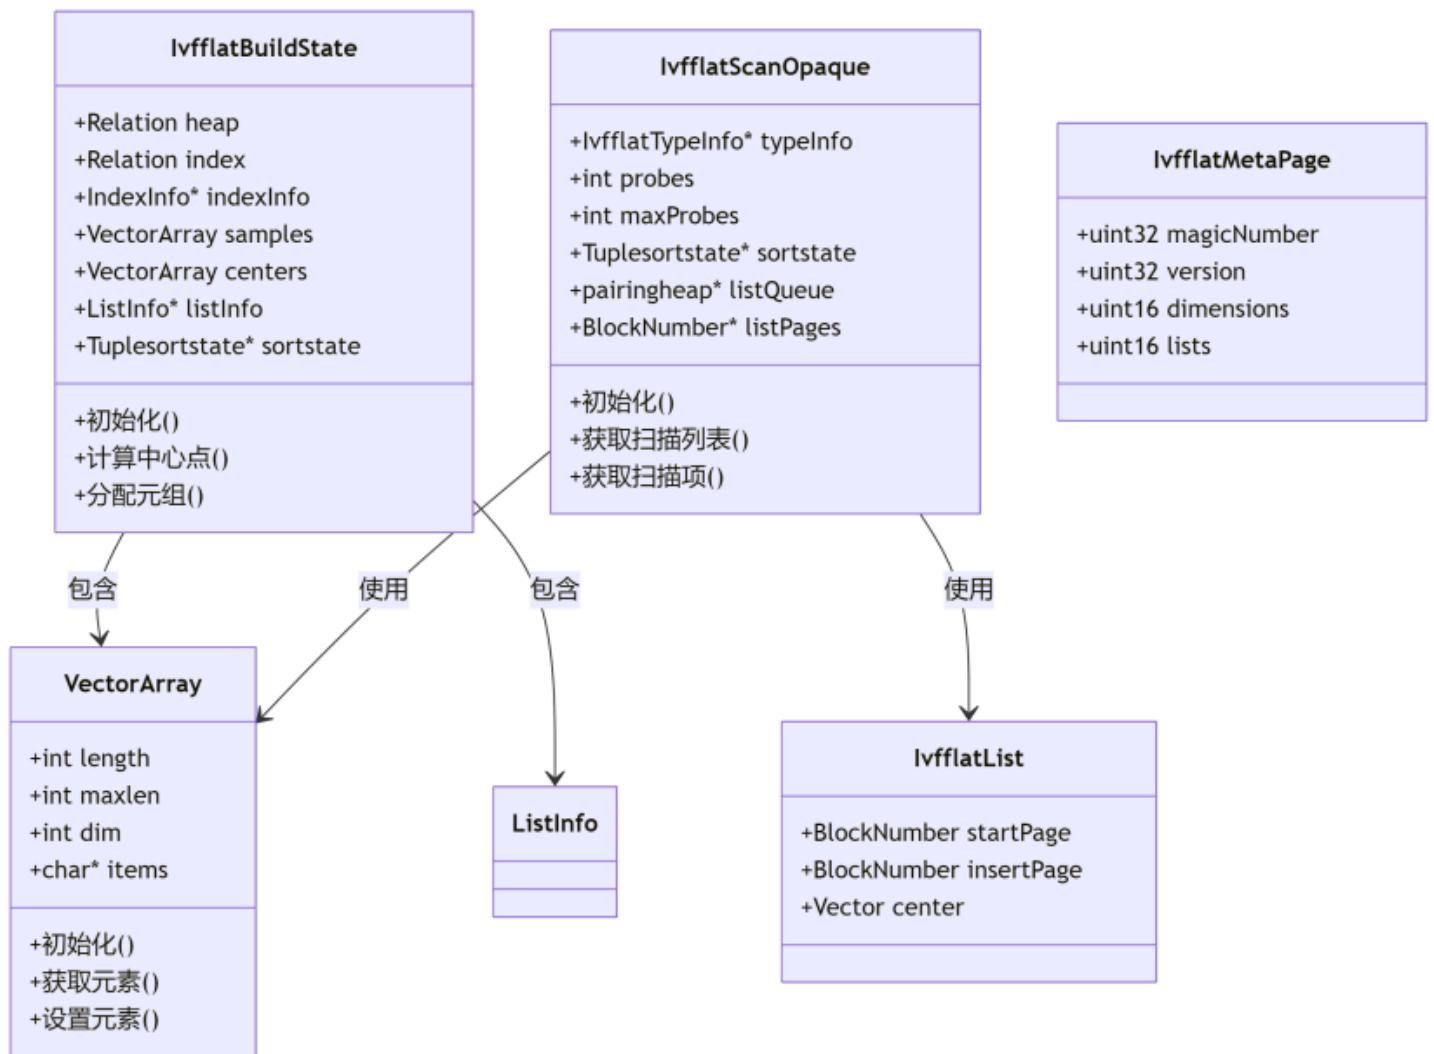 IvfflatBuildState
+Relation heap
+Relation index
+IndexInfo* indexInfo
+VectorArray samples
+VectorArray centers
+ListInfo* listInfo
+Tuplesortstate* sortstate
+初始化()
+计算中心点()
+分配元组()
IvfflatScanOpaque
+IvfflatTypeInfo* typeInfo
+int probes
+int maxProbes
+Tuplesortstate* sortstate
+pairingheap* listQueue
+BlockNumber* listPages
+初始化()
+获取扫描列表()
+获取扫描项()
IvfflatMetaPage
+uint32 magicNumber
+uint32 version
+uint16 dimensions
+uint16 lists
包含
使用
包含
使用
VectorArray
+int length
+int maxlen
+int dim
+char* items
+初始化()
+获取元素()
+设置元素()
ListInfo
IvfflatList
+BlockNumber startPage
+BlockNumber insertPage
+Vector center